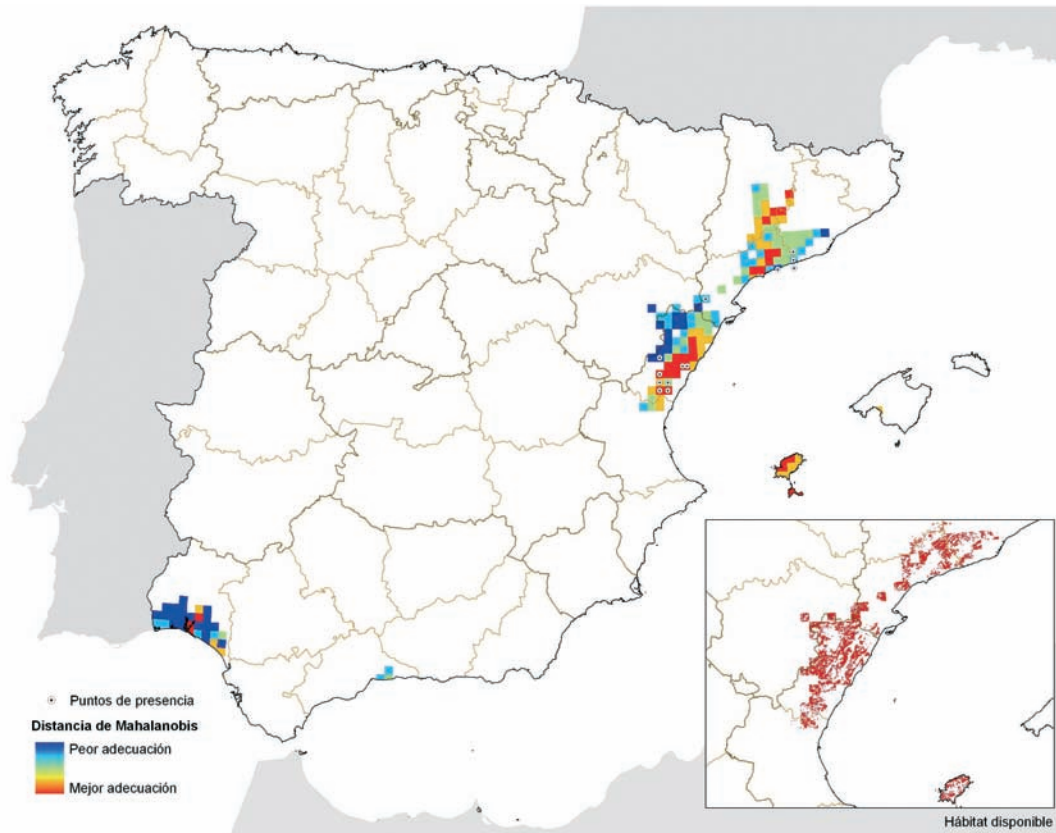 Puntos de presencia
Distancia de Mahalanobis
Peor adecuación
Mejor adecuación
Hábitat disponible